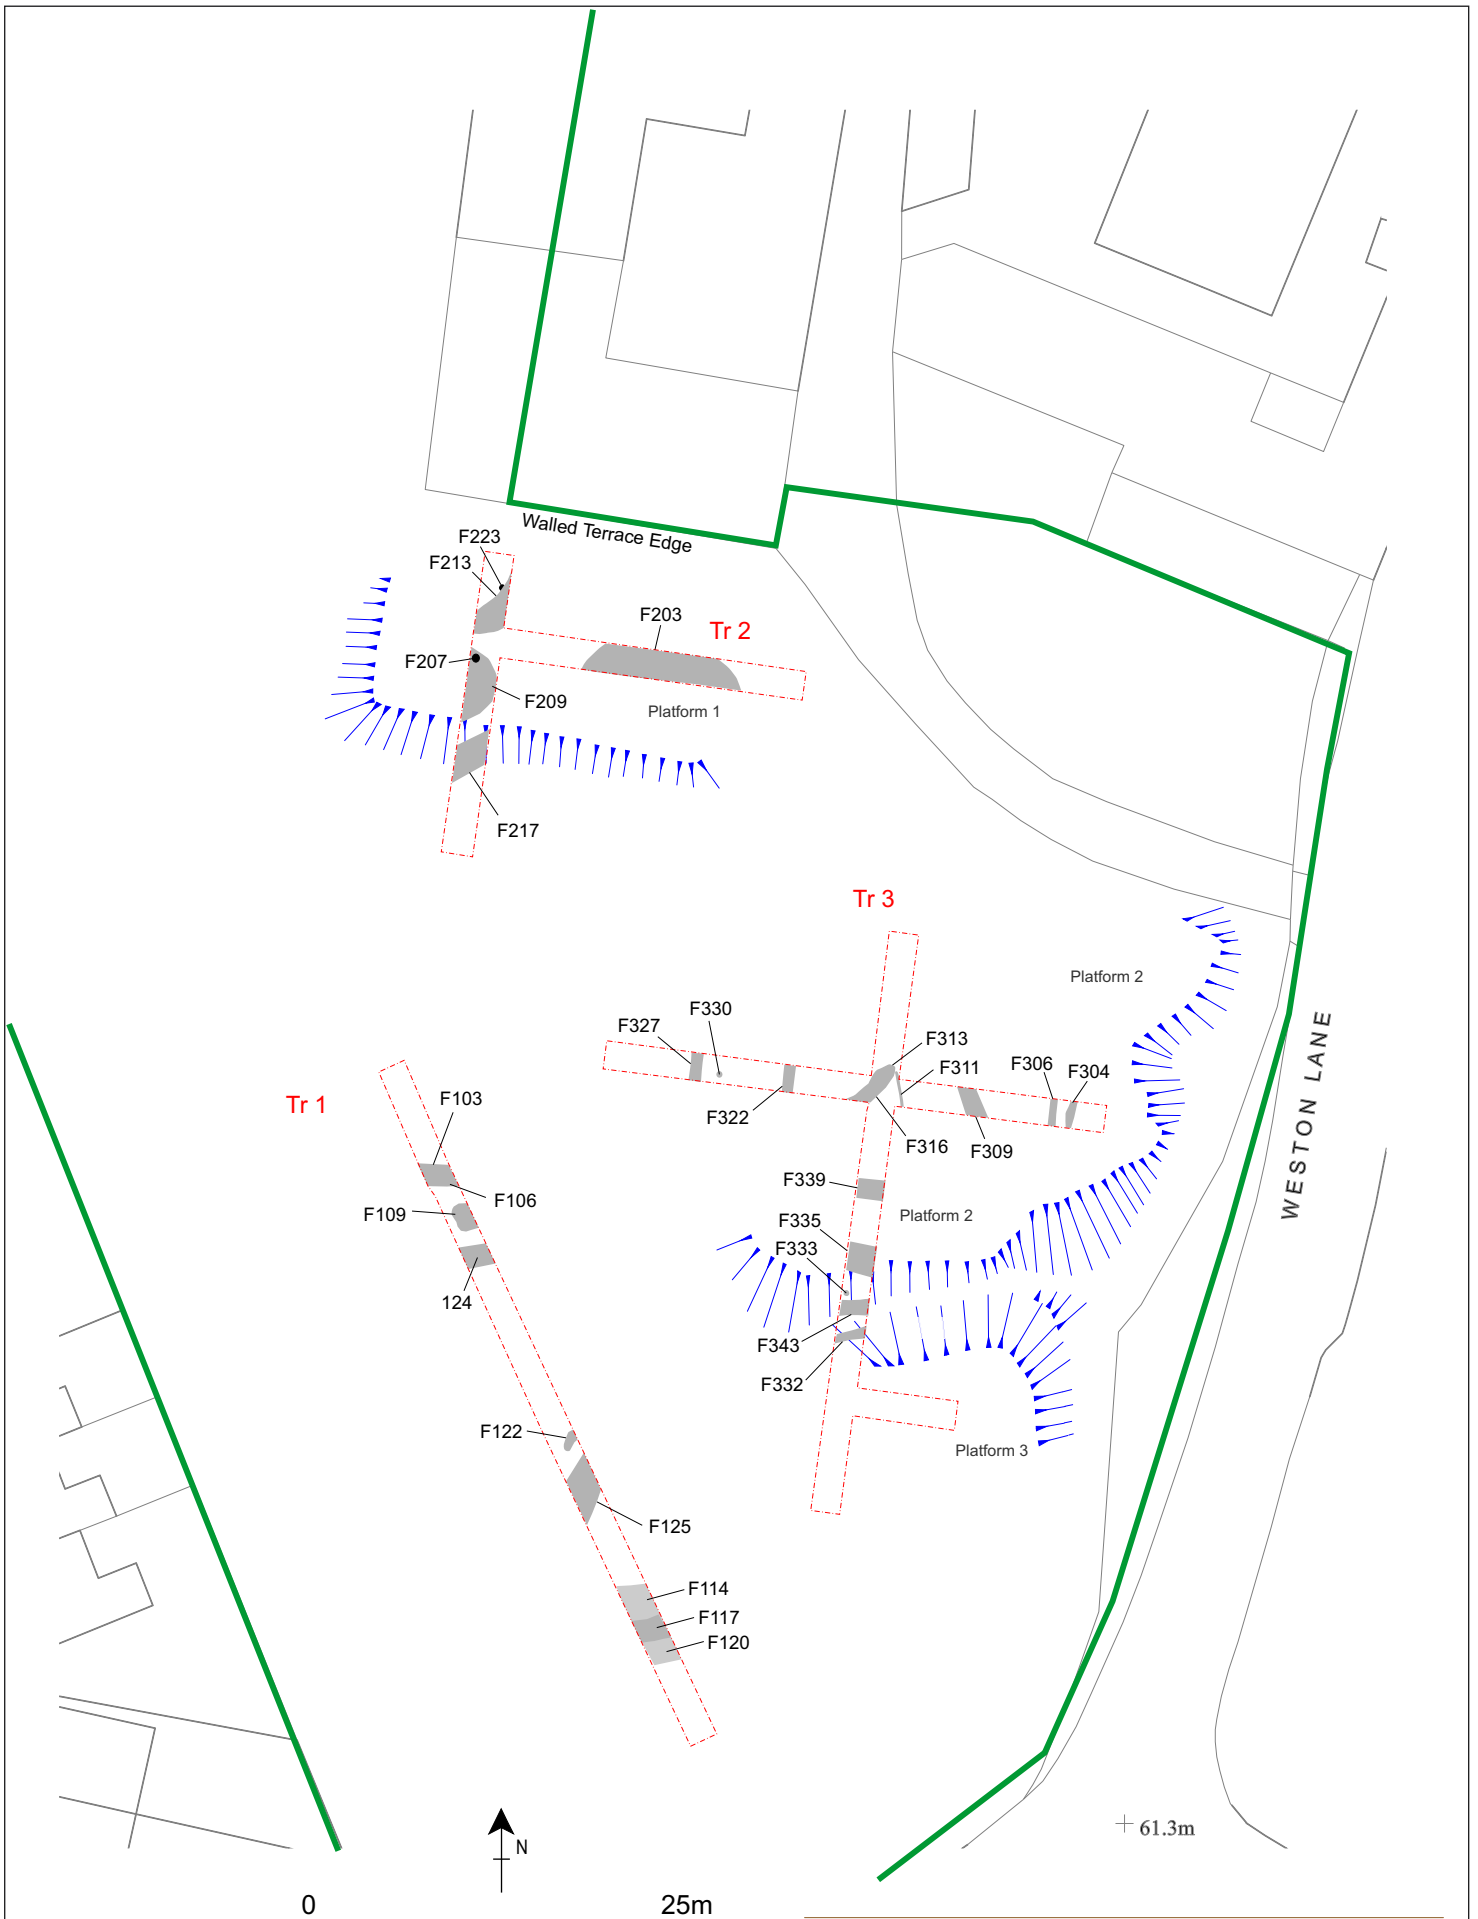 Walled Terrace Edge
F223
F213
F203
Tr 2
F207
F209
Platform 1
F217
Tr 3
Platform 2
F330
F327
F313
F311
F306
F304
WESTON LANE
Tr 1
F103
F322
F316
F309
F339
F106
F109
Platform 2
F335
F333
124
F343
F332
F122
Platform 3
F125
F114
F117
F120
61.3m
N
0
25m